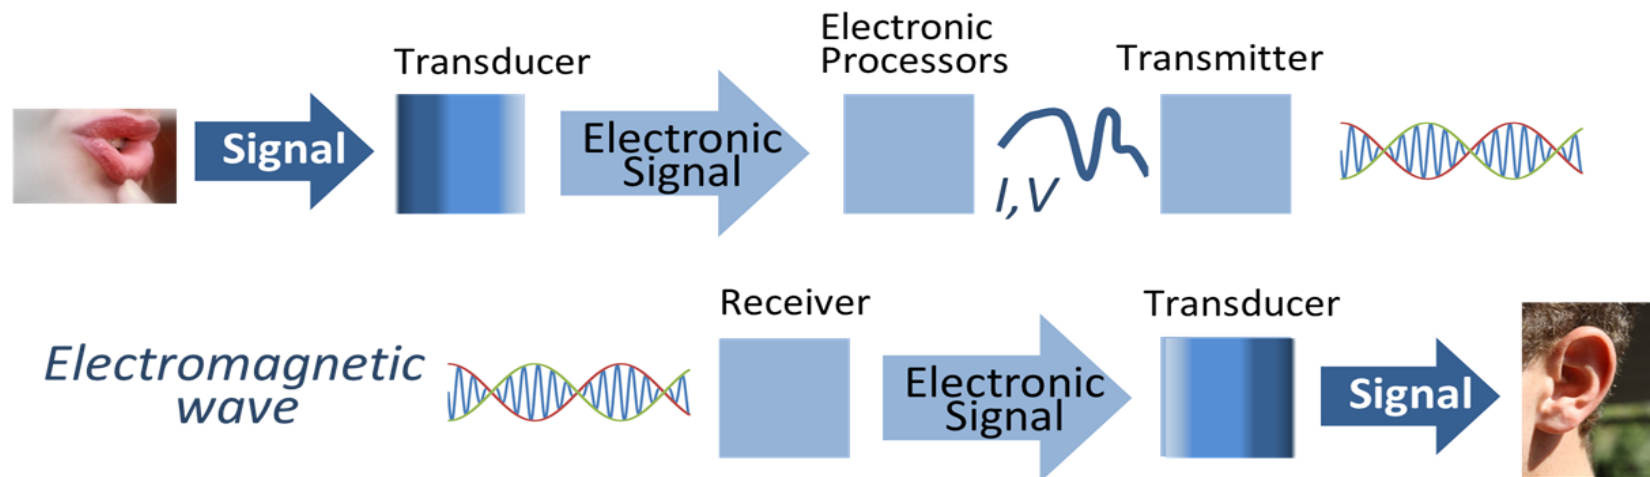 Transducer
Electronic
Processors
Transmitter
Signal
Electronic
Signal
I, V
Receiver
Transducer
Electromagnetic
wave
Electronic
Signal
Signal